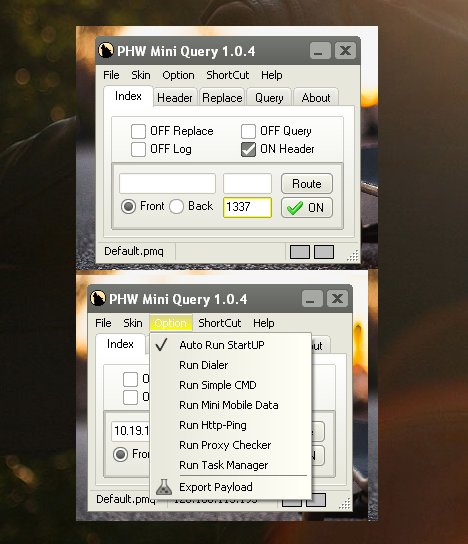 PHW Mini Query 1.0.4
File Skin Option ShortCut Help
Index Header Replace Query About
OFF Replace OFF Query
OFF Log ON Header
Route
Front Back 1337 ON
Default.pmq
PHW Mini Query 1.0.4
File Skin Option ShortCut Help
Index
Auto Run StartUP
Run Dialer
Run Simple CMD
Run Mini Mobile Data
10.19.1
Run Http-Ping
Run Proxy Checker
Run Task Manager
Export Payload
Default.pmq